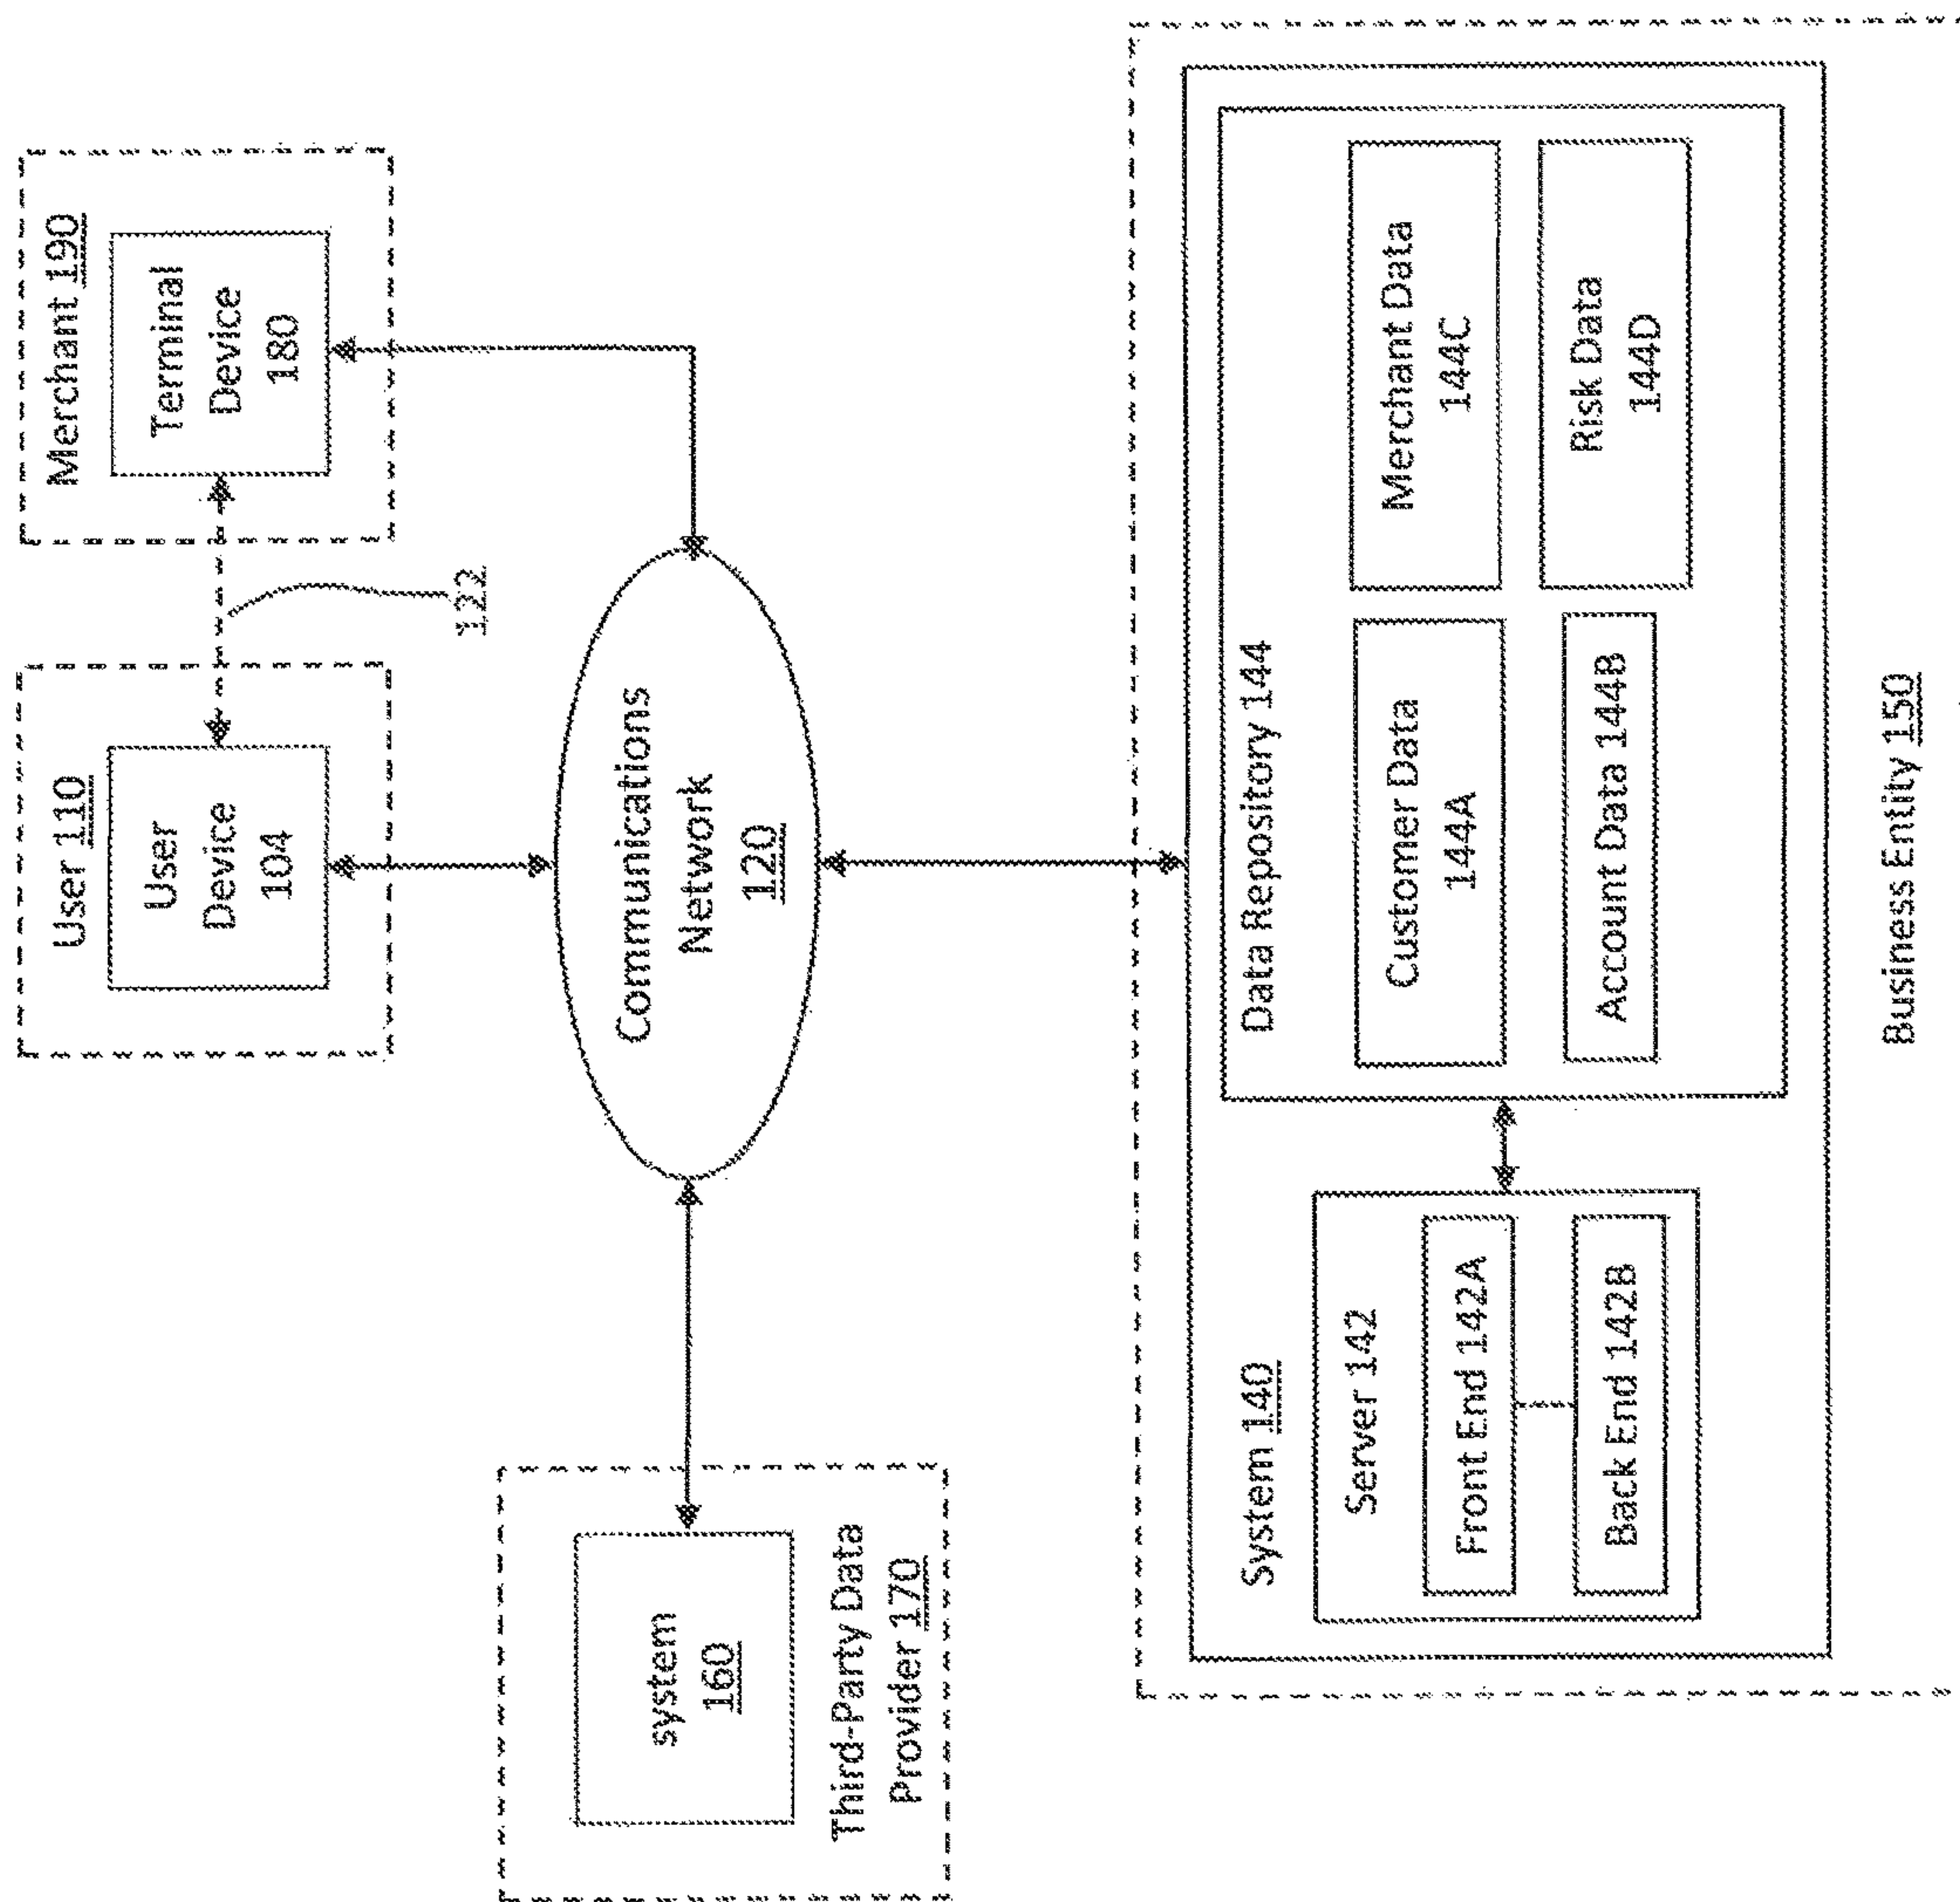 User 110
User
Device
104
Merchant 190
Terminal
Device
180
122
Communications
Network
120
system
160
Third-Party Data
Provider 170
System 140
Server 142
Front End 142A
Back End 142B
Data Repository 144
Customer Data
144A
Account Data 144B
Merchant Data
144C
Risk Data
144D
Business Entity 150